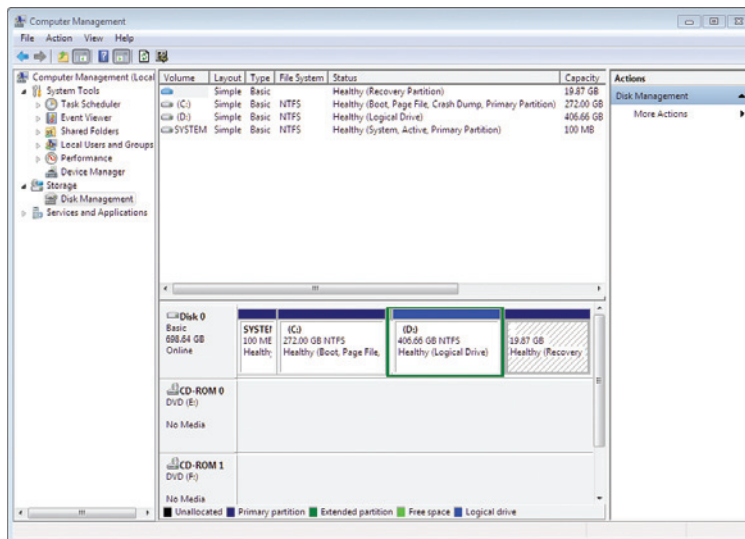 Computer Management
File Action View Help
Computer Management (Local
System Tools
Task Scheduler
Event Viewer
Shared Folders
Local Users and Groups
Performance
Device Manager
Storage
Disk Management
Services and Applications
Volume Layout Type File System Status Capacity
Simple Basic Healthy (Recovery Partition) 19.87 GB
(C:) Simple Basic NTFS Healthy (Boot, Page File, Crash Dump, Primary Partition) 272.00 GB
(D:) Simple Basic NTFS Healthy (Logical Drive) 406.66 GB
SYSTEM Simple Basic NTFS Healthy (System, Active, Primary Partition) 100 MB
Actions
Disk Management
More Actions
Disk 0
Basic
698.64 GB
Online
SYSTEM
100 MB
Healthy
(C:)
272.00 GB NTFS
Healthy (Boot, Page File,
(D:)
406.66 GB NTFS
Healthy (Logical Drive)
19.87 GB
Healthy (Recovery
CD-ROM 0
DVD (E:)
No Media
CD-ROM 1
DVD (F:)
No Media
Unallocated Primary partition Extended partition Free space Logical drive